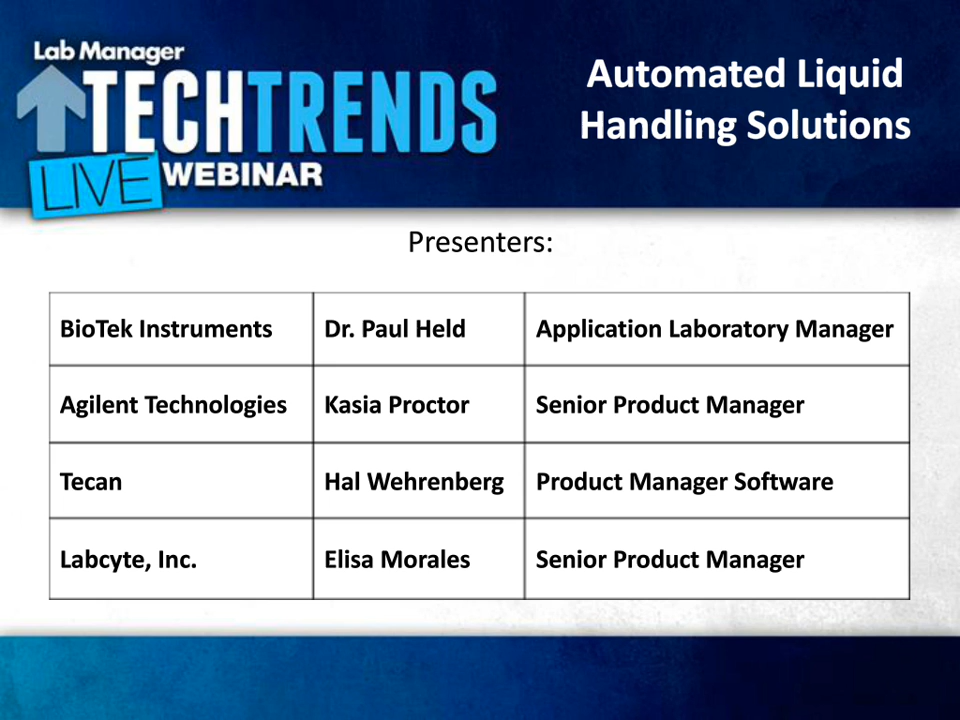 Lab Manager
TECHTRENDS
LIVE WEBINAR
Automated Liquid
Handling Solutions
Presenters:
BioTek Instruments Dr. Paul Held Application Laboratory Manager
Agilent Technologies Kasia Proctor Senior Product Manager
Tecan Hal Wehrenberg Product Manager Software
Labcyte, Inc. Elisa Morales Senior Product Manager